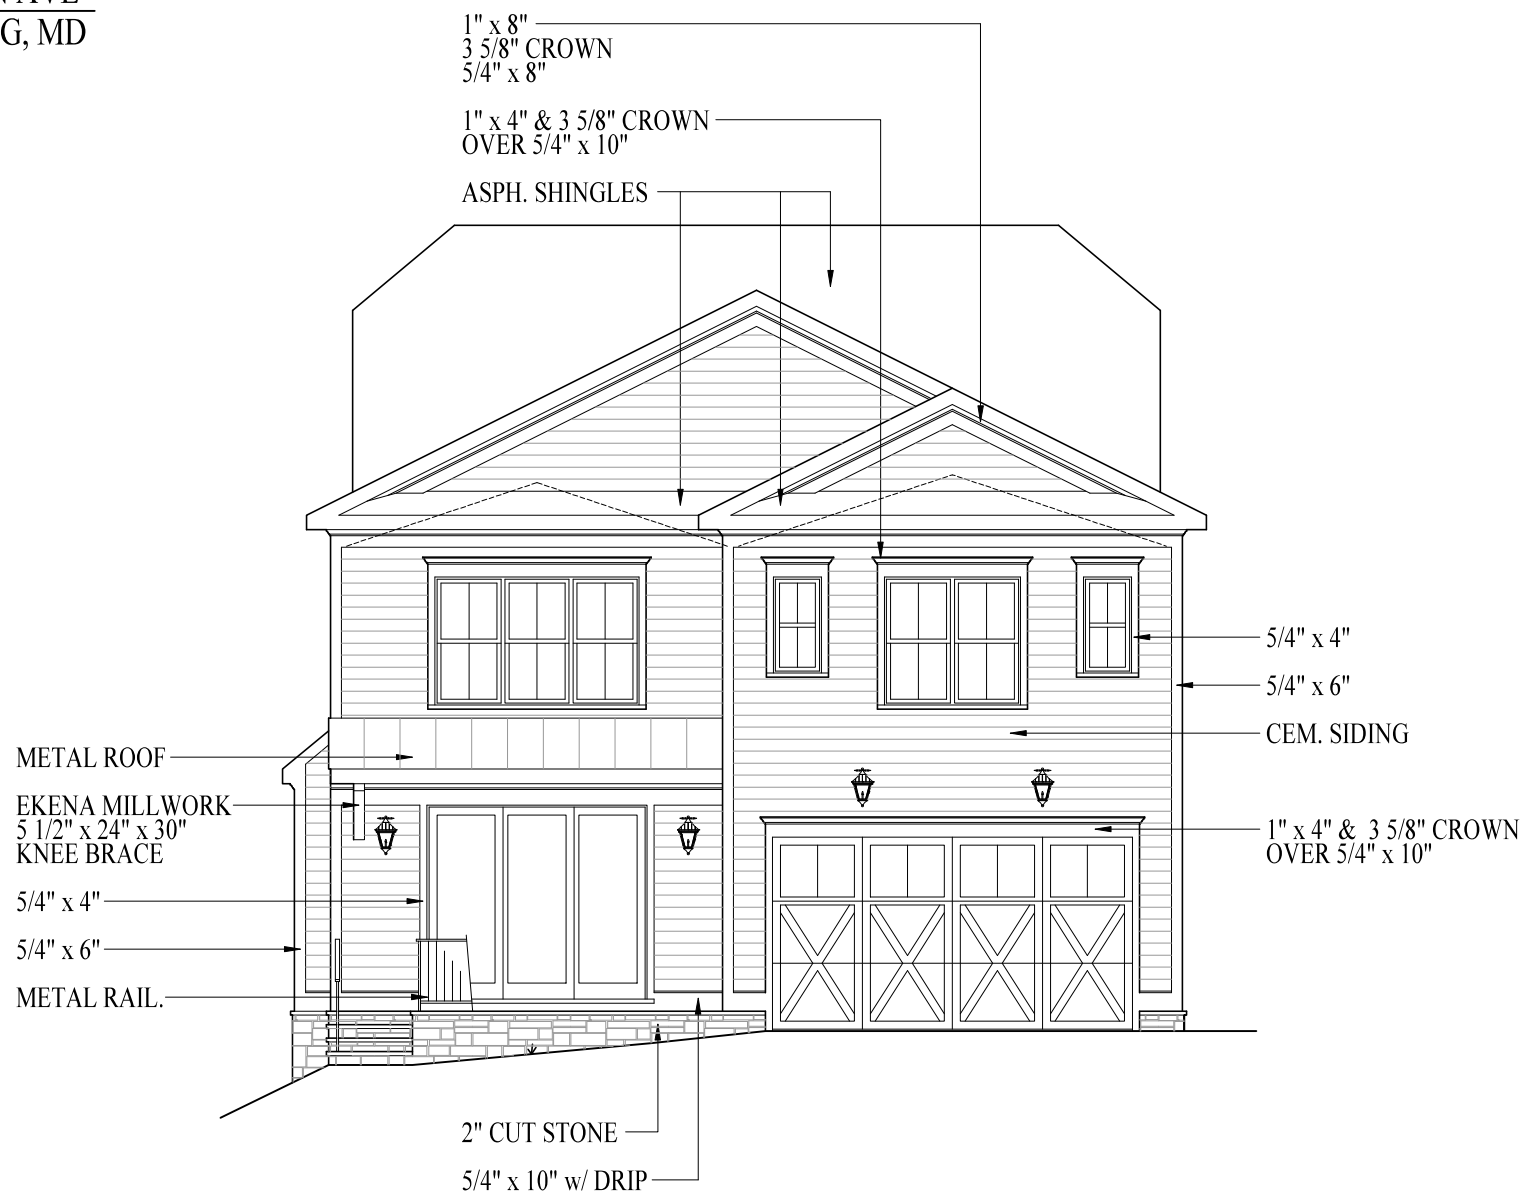 G, MD
1" x 8"
3 5/8" CROWN
5/4" x 8"
1" x 4" & 3 5/8" CROWN
OVER 5/4" x 10"
ASPH. SHINGLES
5/4" x 4"
5/4" x 6"
CEM. SIDING
METAL ROOF
EKENA MILLWORK
5 1/2" x 24" x 30"
KNEE BRACE
1" x 4" & 3 5/8" CROWN
OVER 5/4" x 10"
5/4" x 4"
5/4" x 6"
METAL RAIL.
2" CUT STONE
5/4" x 10" w/ DRIP